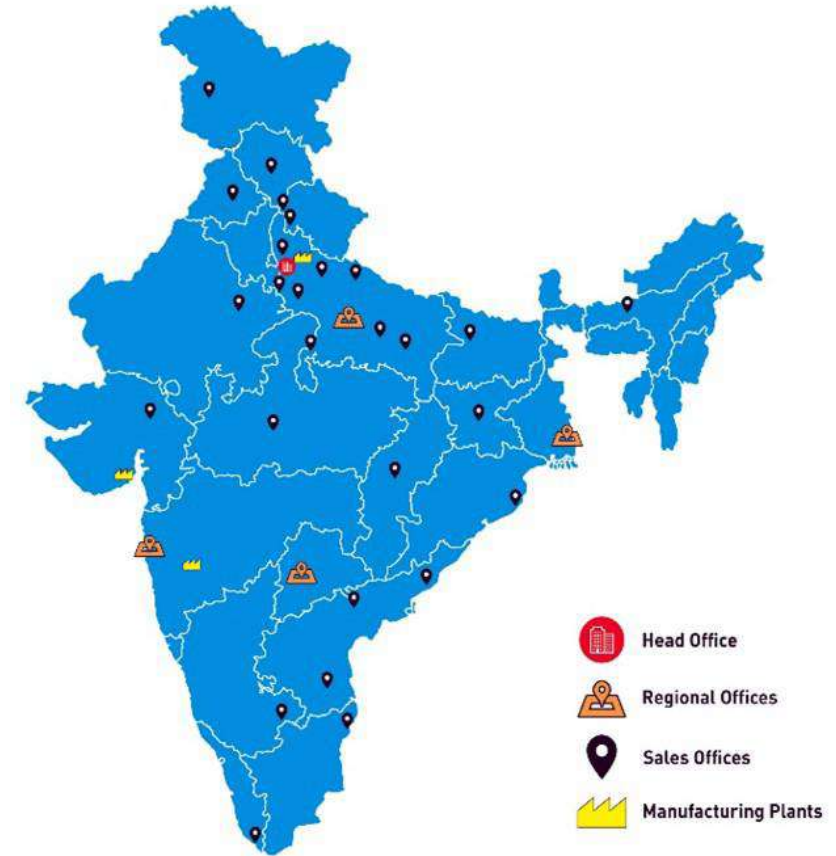 Head Office
Regional Offices
Sales Offices
Manufacturing Plants